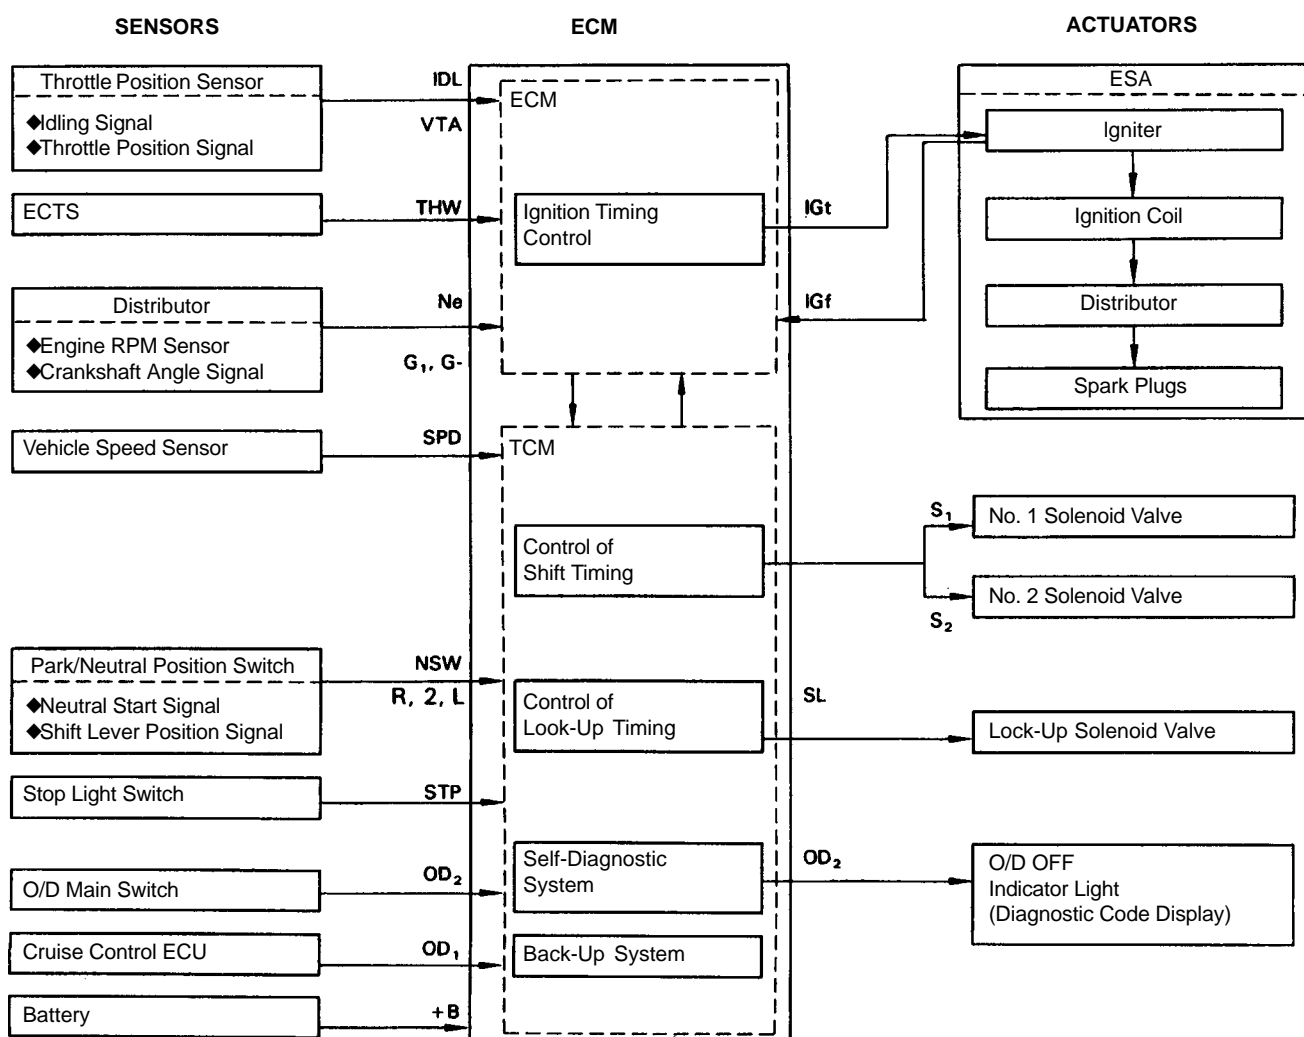 SENSORS
ECM
ACTUATORS
Throttle Position Sensor
◆Idling Signal
◆Throttle Position Signal
IDL
VTA
ECTS
THW
Distributor
◆Engine RPM Sensor
◆Crankshaft Angle Signal
Ne
G₁, G-
Vehicle Speed Sensor
SPD
Park/Neutral Position Switch
◆Neutral Start Signal
◆Shift Lever Position Signal
NSW
R, 2, L
Stop Light Switch
STP
O/D Main Switch
OD₂
Cruise Control ECU
OD₁
Battery
+B
ECM
Ignition Timing
Control
TCM
Control of
Shift Timing
Control of
Look-Up Timing
Self-Diagnostic
System
Back-Up System
IGt
IGf
S₁
S₂
SL
OD₂
ESA
Igniter
Ignition Coil
Distributor
Spark Plugs
No. 1 Solenoid Valve
No. 2 Solenoid Valve
Lock-Up Solenoid Valve
O/D OFF
Indicator Light
(Diagnostic Code Display)